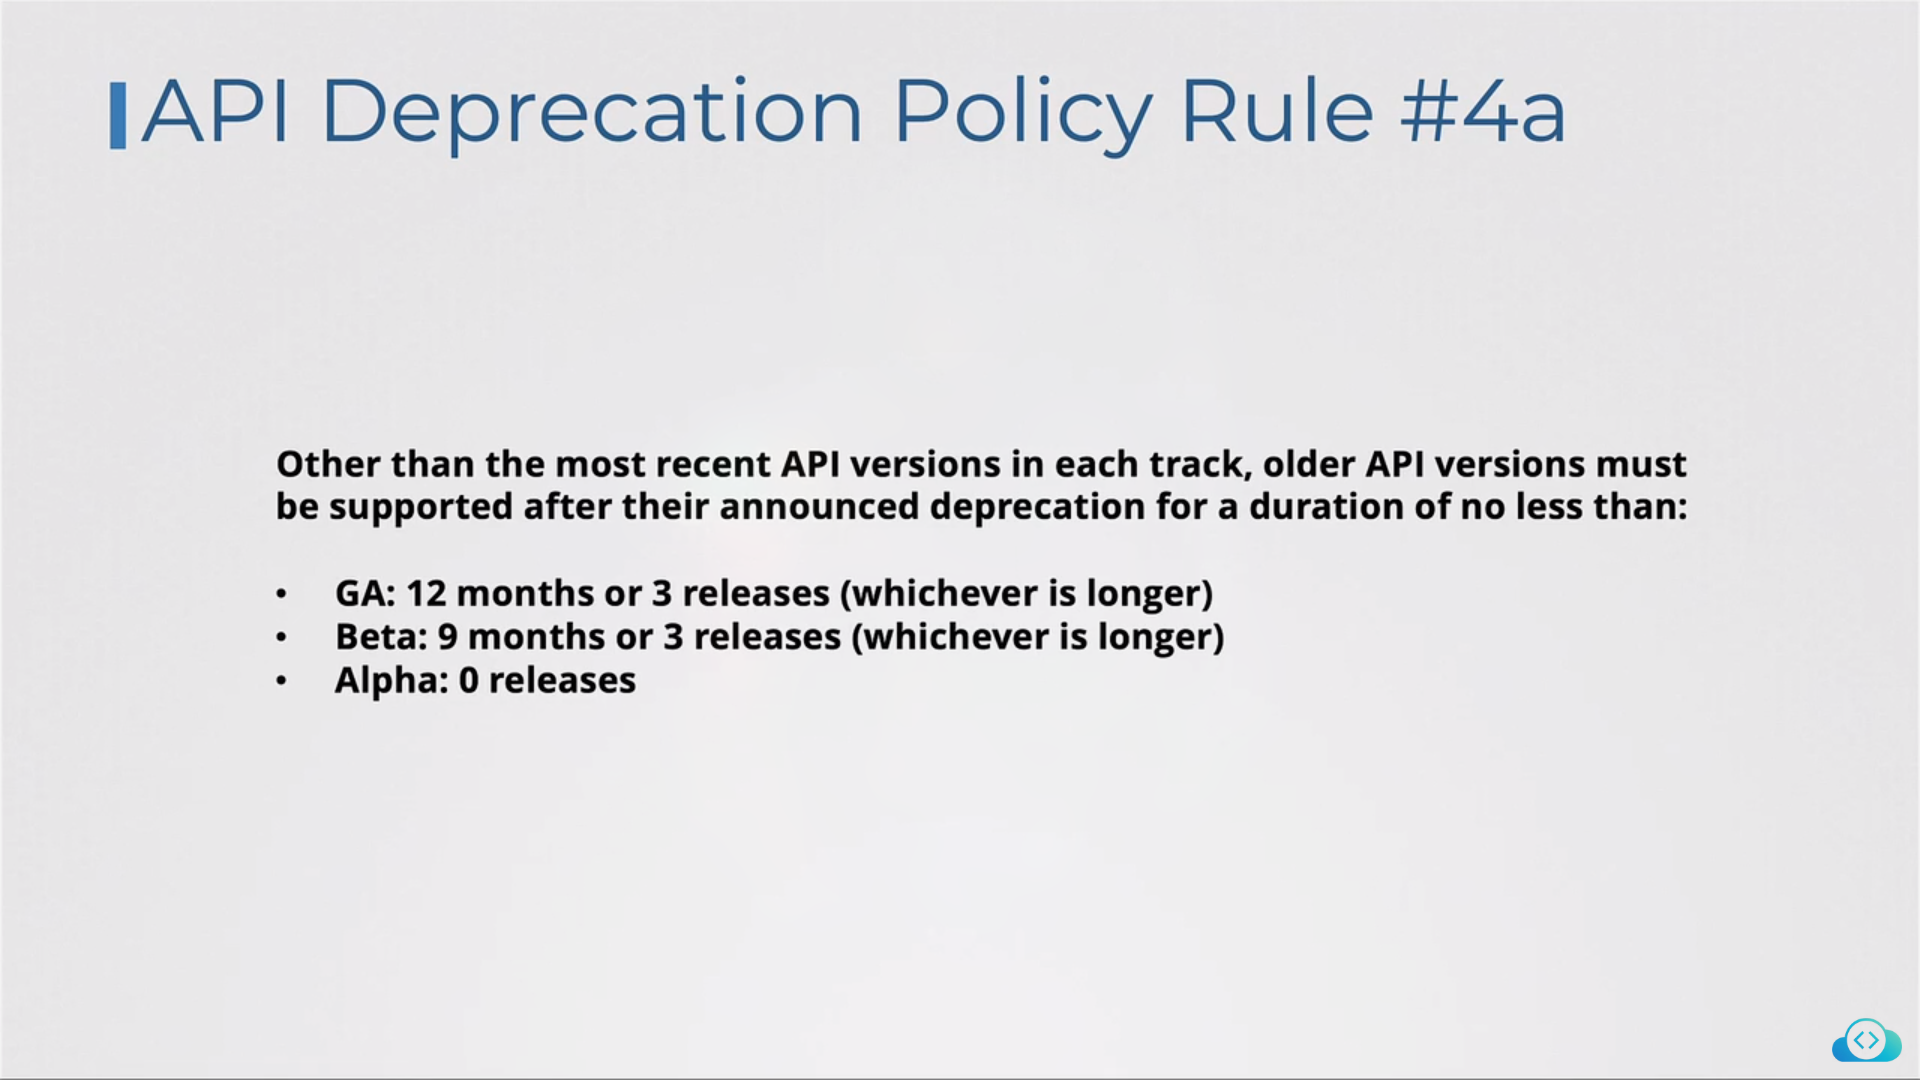 API Deprecation Policy Rule #4a
Other than the most recent API versions in each track, older API versions must
be supported after their announced deprecation for a duration of no less than:
• GA: 12 months or 3 releases (whichever is longer)
• Beta: 9 months or 3 releases (whichever is longer)
• Alpha: 0 releases